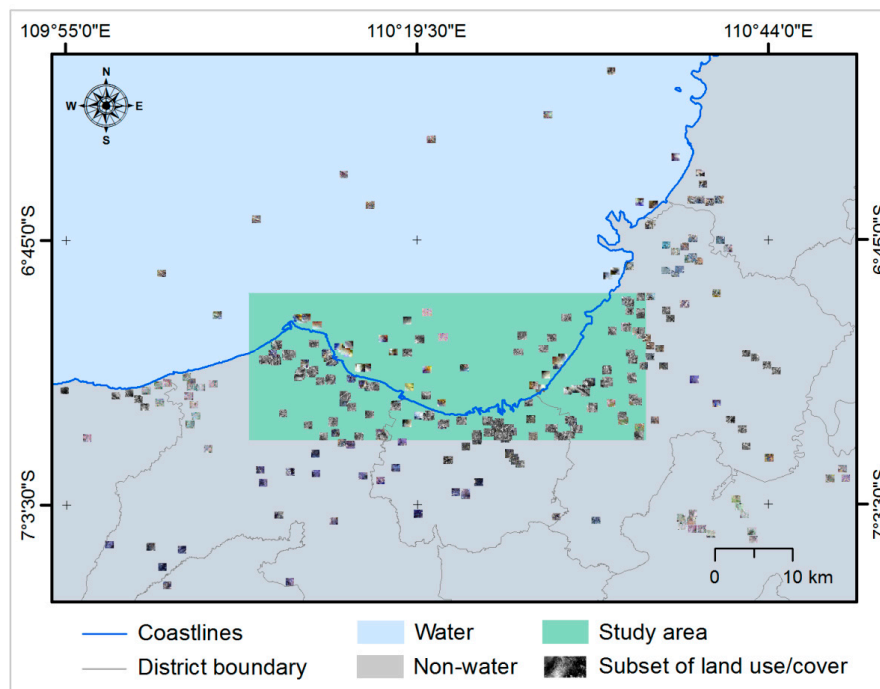 109°55'0"E 110°19'30"E 110°44'0"E
N
W E
S
6°45'0"S 6°45'0"S
7°3'30"S 7°3'30"S
0 10 km
Coastlines Water Study area
District boundary Non-water Subset of land use/cover